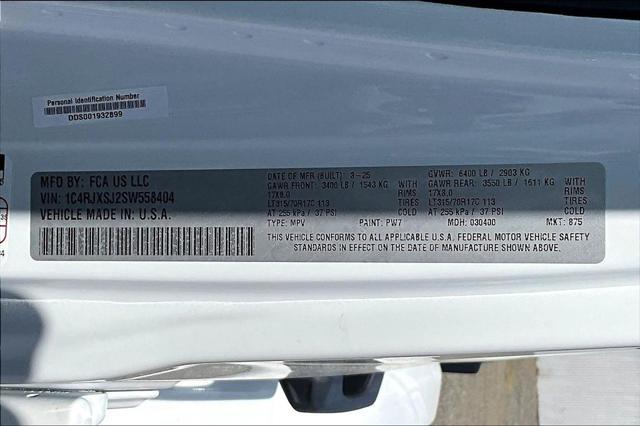 Personal Identification Number
DDS001932899
MFD BY: FCA US LLC
VIN: 1C4RJXSJ2SW558404
VEHICLE MADE IN U.S.A.
DATE OF MFR (BUILT): 3-25
GAWR FRONT: 3400 LB / 1543 KG WITH
17X8.0 RIMS
LT315/70R17C 113 TIRES
AT 255 kPa / 37 PSI
TYPE: MPV PAINT: PW7
GVWR: 6400 LB / 2903 KG
GAWR REAR: 3550 LB / 1611 KG WITH
17X8.0 RIMS
LT315/70R17C 113 TIRES
AT 255 kPa / 37 PSI
MDH: 030400 MKT: 875
THIS VEHICLE CONFORMS TO ALL APPLICABLE U.S.A. FEDERAL MOTOR VEHICLE SAFETY
STANDARDS IN EFFECT ON THE DATE OF MANUFACTURE SHOWN ABOVE.